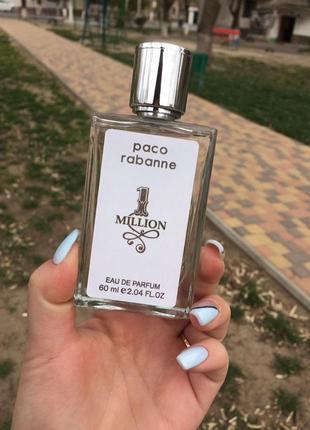 paco
rabanne
1
MILLION
EAU DE PARFUM
60 ml e 2.04 FL.OZ